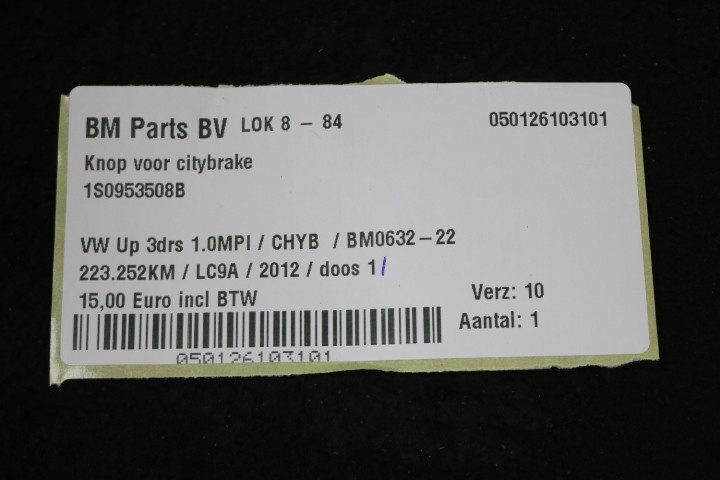 BM Parts BV LOK 8 - 84 050126103101
Knop voor citybrake
1S0953508B
VW Up 3drs 1.0MPI / CHYB / BM0632-22
223.252KM / LC9A / 2012 / doos 1/
15,00 Euro incl BTW Verz: 10
Aantal: 1
050126103101